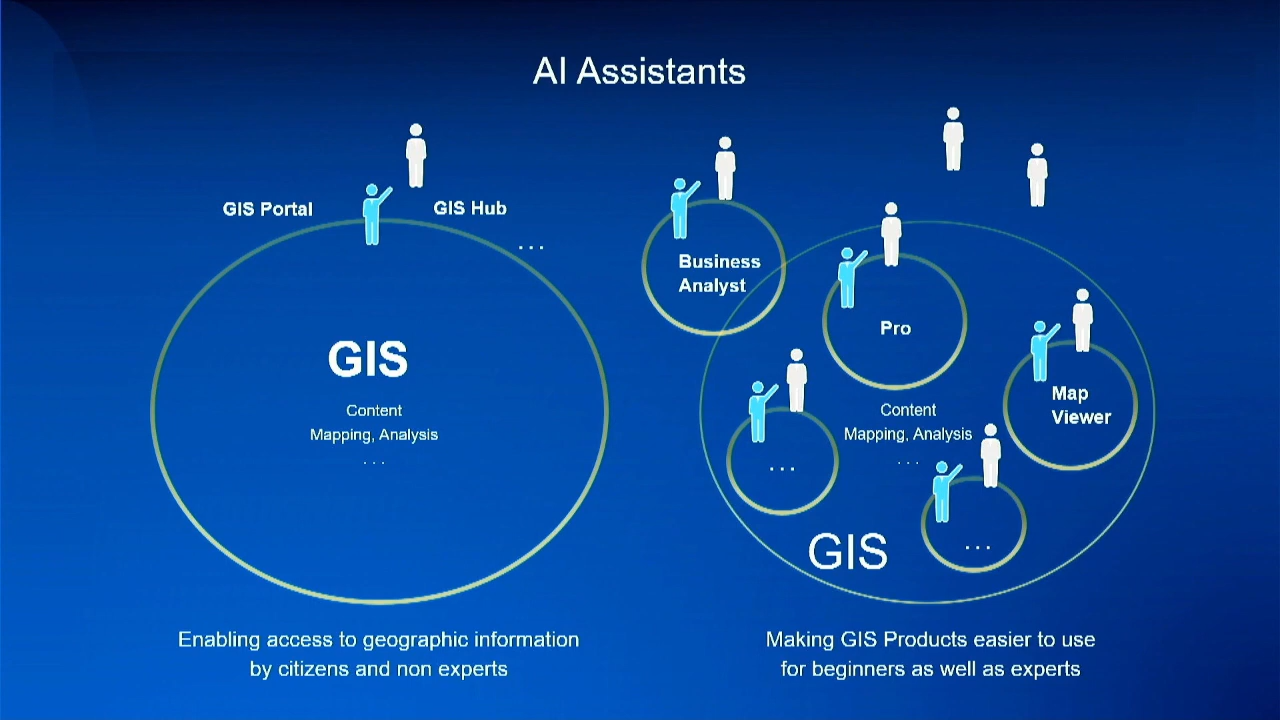 AI Assistants
GIS Portal
GIS Hub
...
GIS
Content
Mapping, Analysis
...
Enabling access to geographic information
by citizens and non experts
Business
Analyst
Pro
Map
Viewer
Content
Mapping, Analysis
...
...
...
GIS
Making GIS Products easier to use
for beginners as well as experts